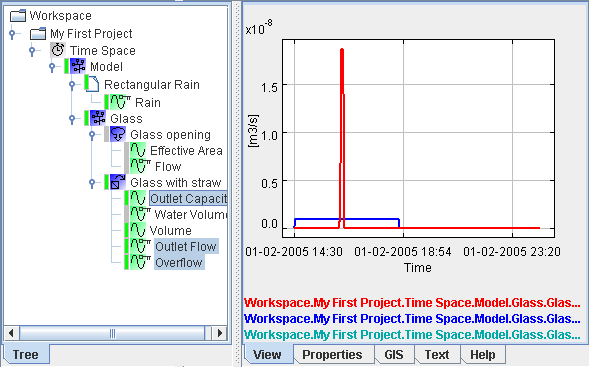 Workspace
My First Project
Time Space
Model
Rectangular Rain
Rain
Glass
Glass opening
Effective Area
Flow
Glass with straw
Outlet Capacit
Water Volume
Volume
Outlet Flow
Overflow
Tree
x10⁻⁸
1.5
1.0
0.5
0.0
[m3/s]
01-02-2005 14:30 01-02-2005 18:54 01-02-2005 23:20
Time
Workspace.My First Project.Time Space.Model.Glass.Glas...
Workspace.My First Project.Time Space.Model.Glass.Glas...
Workspace.My First Project.Time Space.Model.Glass.Glas...
View Properties GIS Text Help